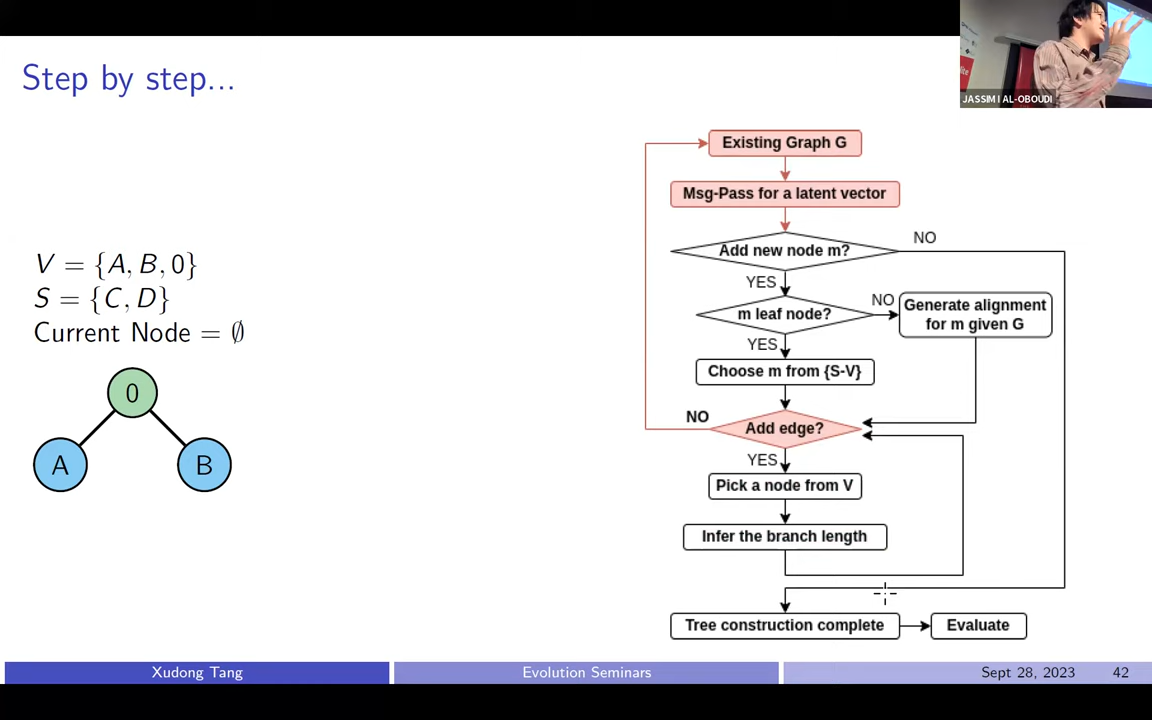 JASSIM I AL-OBOUDI
Step by step...
V = {A, B, 0}
S = {C, D}
Current Node = ∅
0
A
B
Existing Graph G
Msg-Pass for a latent vector
Add new node m?
NO
YES
m leaf node?
NO
Generate alignment
for m given G
YES
Choose m from {S-V}
NO
Add edge?
YES
Pick a node from V
Infer the branch length
Tree construction complete
Evaluate
Xudong Tang
Evolution Seminars
Sept 28, 2023
42